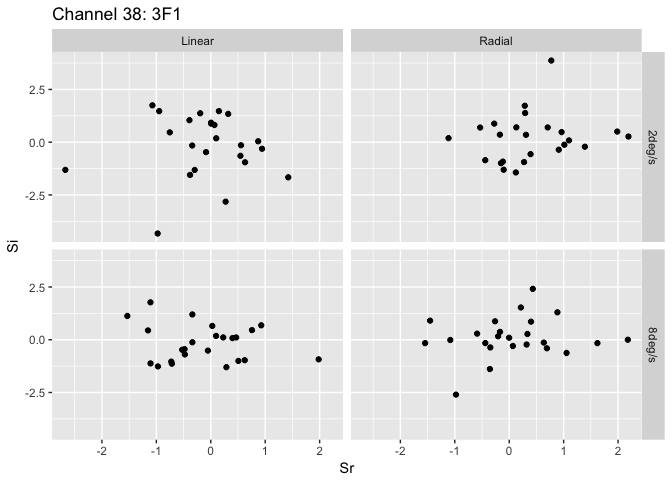 Channel 38: 3F1
Linear
Radial
2.5
0.0
-2.5
2deg/s
2.5
0.0
-2.5
8deg/s
-2 -1 0 1 2
-2 -1 0 1 2
Si
Sr